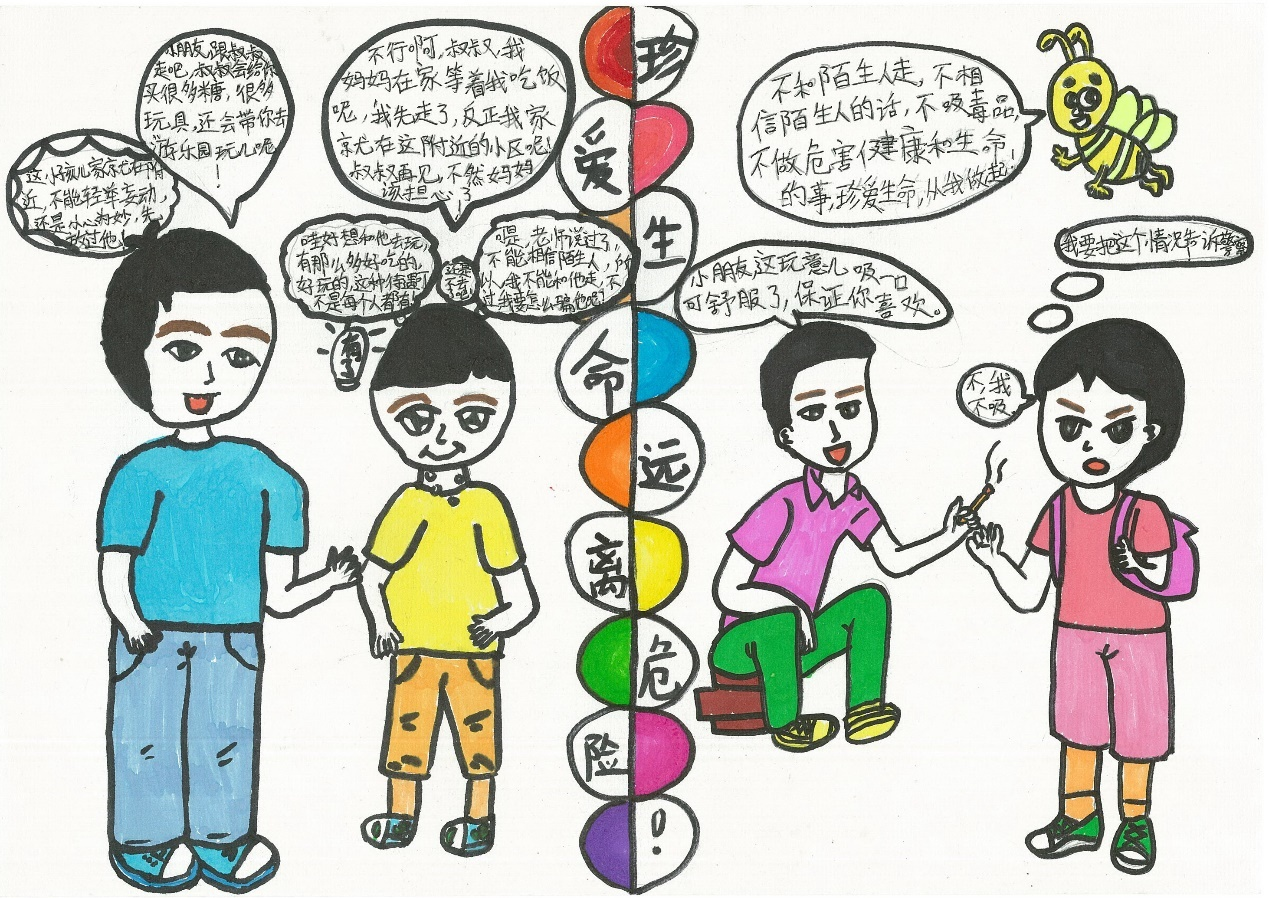 小朋友,跟叔叔
走吧,叔叔会给你
买很多糖,很多
玩具,还会带你去
游乐园玩儿呢
!
这小孩儿家京尤在附
近,不能轻举妄动,
还是小心为妙,先
放过他!
不行啊,叔叔,我
妈妈在家等着我吃饭
呢,我先走了,反正我家
京尤在这附近的小区呢!
叔叔再见,不然妈妈
该担心了
哇好想和他去玩,
有那么多好吃的,
好玩的,这种待遇可
不是每个人都有
还是
不去
嗯,老师说过了,
不能相信陌生人,所
以我不能和他走,不
过我要怎么骗他呢
有了
珍
爱
生
命
远
离
危
险
!
不和陌生人走,不相
信陌生人的话,不吸毒品,
不做危害健康和生命
的事,珍爱生命,从我做起!
小朋友这玩意儿吸一口
可舒服了,保证你喜欢。
我要把这个情况告诉警察
不,我
不吸